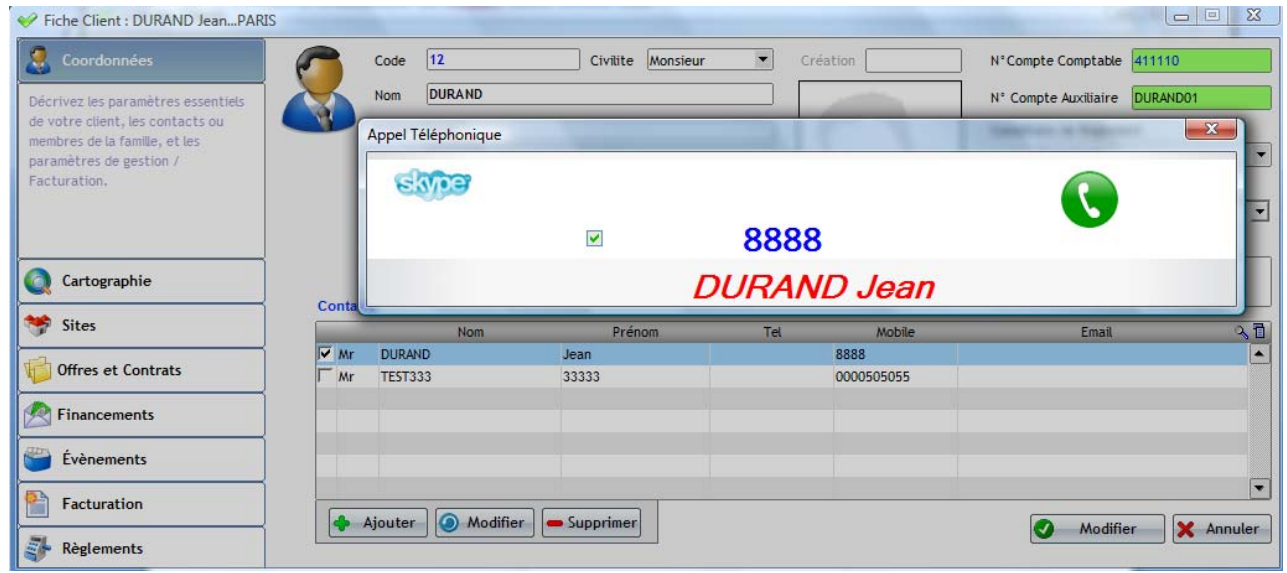 Fiche Client : DURAND Jean...PARIS
Coordonnées
Décrivez les paramètres essentiels
de votre client, les contacts ou
membres de la famille, et les
paramètres de gestion /
Facturation.
Cartographie
Sites
Offres et Contrats
Financements
Évènements
Facturation
Règlements
Code 12 Civilite Monsieur Création N°Compte Comptable 411110
Nom DURAND N° Compte Auxiliaire DURAND01
Appel Téléphonique
skype
8888
DURAND Jean
Conta
Nom Prénom Tel Mobile Email
Mr DURAND Jean 8888
Mr TEST333 33333 0000505055
Ajouter Modifier Supprimer
Modifier Annuler